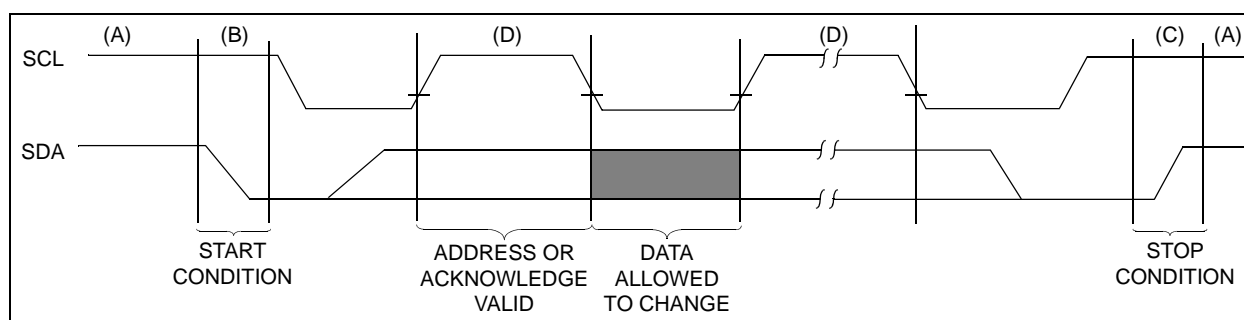 (A) (B) (D) (D) (C) (A)
SCL
SDA
START
CONDITION
ADDRESS OR
ACKNOWLEDGE
VALID
DATA
ALLOWED
TO CHANGE
STOP
CONDITION